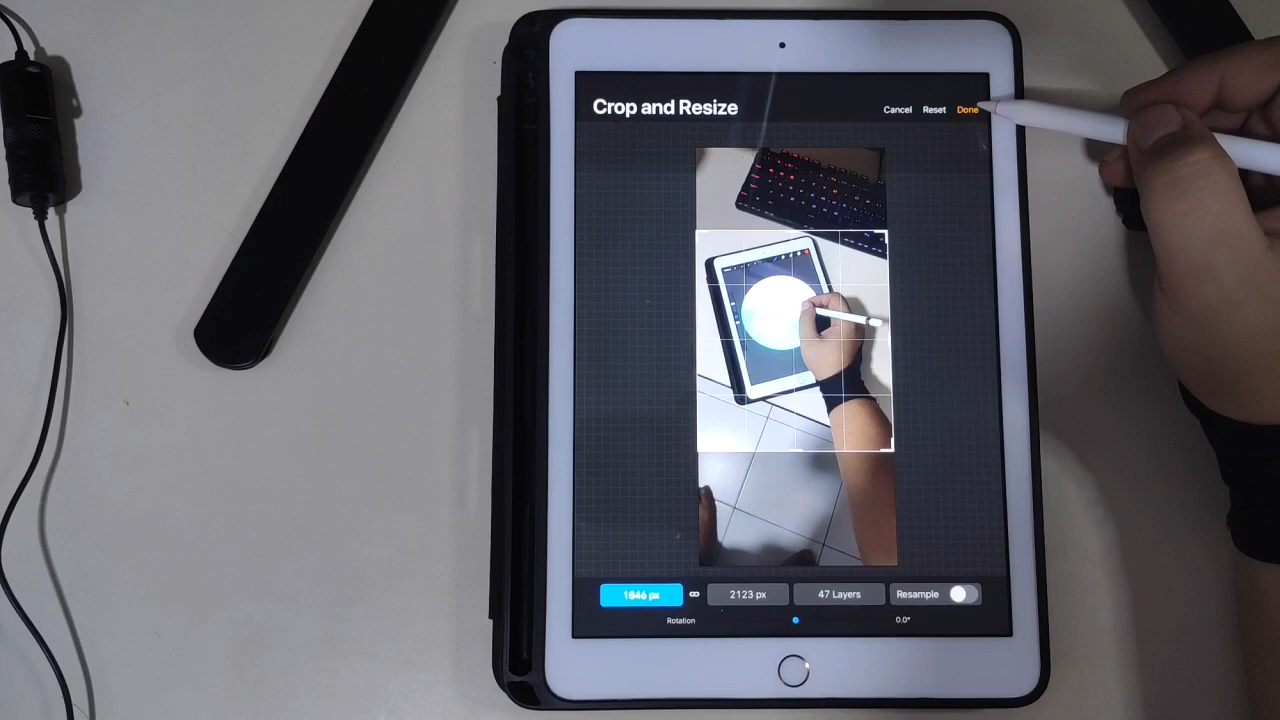 Crop and Resize
Cancel Reset Done
1846 px 2123 px 47 Layers Resample
Rotation 0.0°